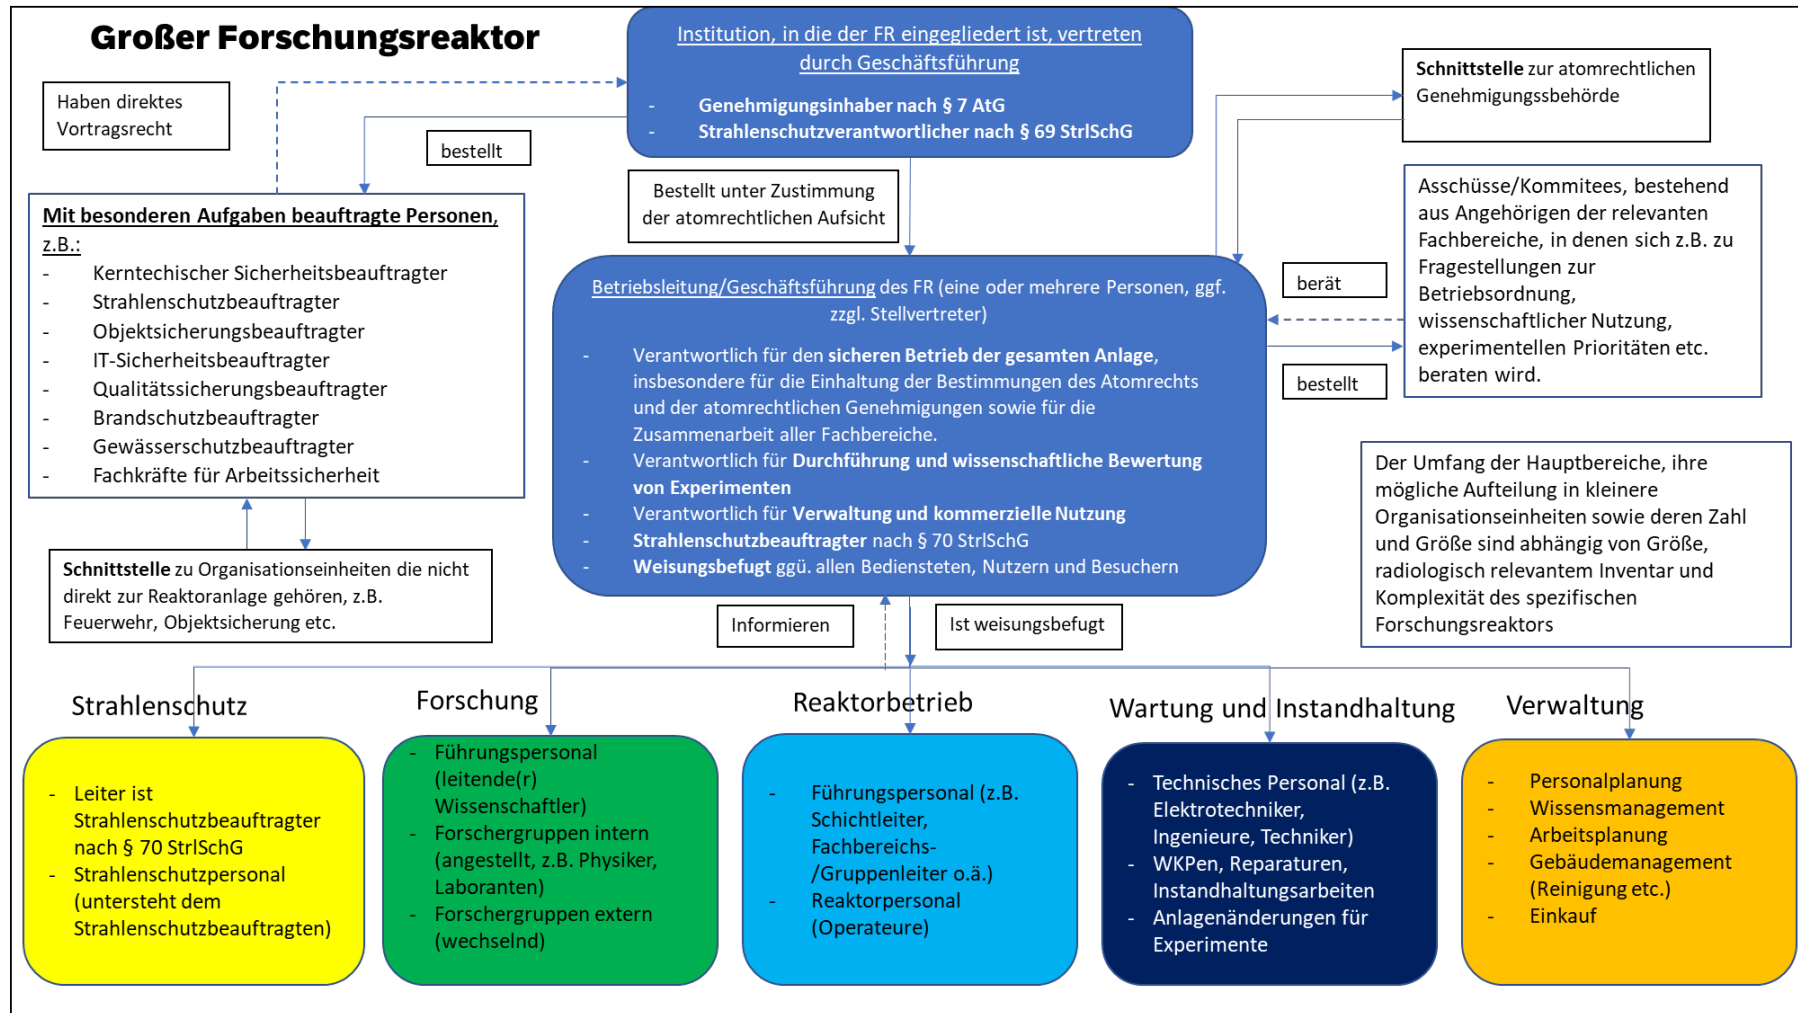 Großer Forschungsreaktor
Institution, in die der FR eingegliedert ist, vertreten
durch Geschäftsführung
- Genehmigungsinhaber nach § 7 AtG
- Strahlenschutzverantwortlicher nach § 69 StrlSchG
Schnittstelle zur atomrechtlichen
Genehmigungssbehörde
Haben direktes
Vortragsrecht
bestellt
Bestellt unter Zustimmung
der atomrechtlichen Aufsicht
Mit besonderen Aufgaben beauftragte Personen,
z.B.:
- Kerntechischer Sicherheitsbeauftragter
- Strahlenschutzbeauftragter
- Objektsicherungsbeauftragter
- IT-Sicherheitsbeauftragter
- Qualitätssicherungsbeauftragter
- Brandschutzbeauftragter
- Gewässerschutzbeauftragter
- Fachkräfte für Arbeitssicherheit
Schnittstelle zu Organisationseinheiten die nicht
direkt zur Reaktoranlage gehören, z.B.
Feuerwehr, Objektsicherung etc.
Betriebsleitung/Geschäftsführung des FR (eine oder mehrere Personen, ggf.
zzgl. Stellvertreter)
- Verantwortlich für den sicheren Betrieb der gesamten Anlage,
insbesondere für die Einhaltung der Bestimmungen des Atomrechts
und der atomrechtlichen Genehmigungen sowie für die
Zusammenarbeit aller Fachbereiche.
- Verantwortlich für Durchführung und wissenschaftliche Bewertung
von Experimenten
- Verantwortlich für Verwaltung und kommerzielle Nutzung
- Strahlenschutzbeauftragter nach § 70 StrlSchG
- Weisungsbefugt ggü. allen Bediensteten, Nutzern und Besuchern
berät
bestellt
Asschüsse/Kommitees, bestehend
aus Angehörigen der relevanten
Fachbereiche, in denen sich z.B. zu
Fragestellungen zur
Betriebsordnung,
wissenschaftlicher Nutzung,
experimentellen Prioritäten etc.
beraten wird.
Der Umfang der Hauptbereiche, ihre
mögliche Aufteilung in kleinere
Organisationseinheiten sowie deren Zahl
und Größe sind abhängig von Größe,
radiologisch relevantem Inventar und
Komplexität des spezifischen
Forschungsreaktors
Informieren
Ist weisungsbefugt
Strahlenschutz
- Leiter ist
Strahlenschutzbeauftragter
nach § 70 StrlSchG
- Strahlenschutzpersonal
(untersteht dem
Strahlenschutzbeauftragten)
Forschung
- Führungspersonal
(leitende(r)
Wissenschaftler)
- Forschergruppen intern
(angestellt, z.B. Physiker,
Laboranten)
- Forschergruppen extern
(wechselnd)
Reaktorbetrieb
- Führungspersonal (z.B.
Schichtleiter,
Fachbereichs-
/Gruppenleiter o.ä.)
- Reaktorpersonal
(Operateure)
Wartung und Instandhaltung
- Technisches Personal (z.B.
Elektrotechniker,
Ingenieure, Techniker)
- WKPen, Reparaturen,
Instandhaltungsarbeiten
- Anlagenänderungen für
Experimente
Verwaltung
- Personalplanung
- Wissensmanagement
- Arbeitsplanung
- Gebäudemanagement
(Reinigung etc.)
- Einkauf